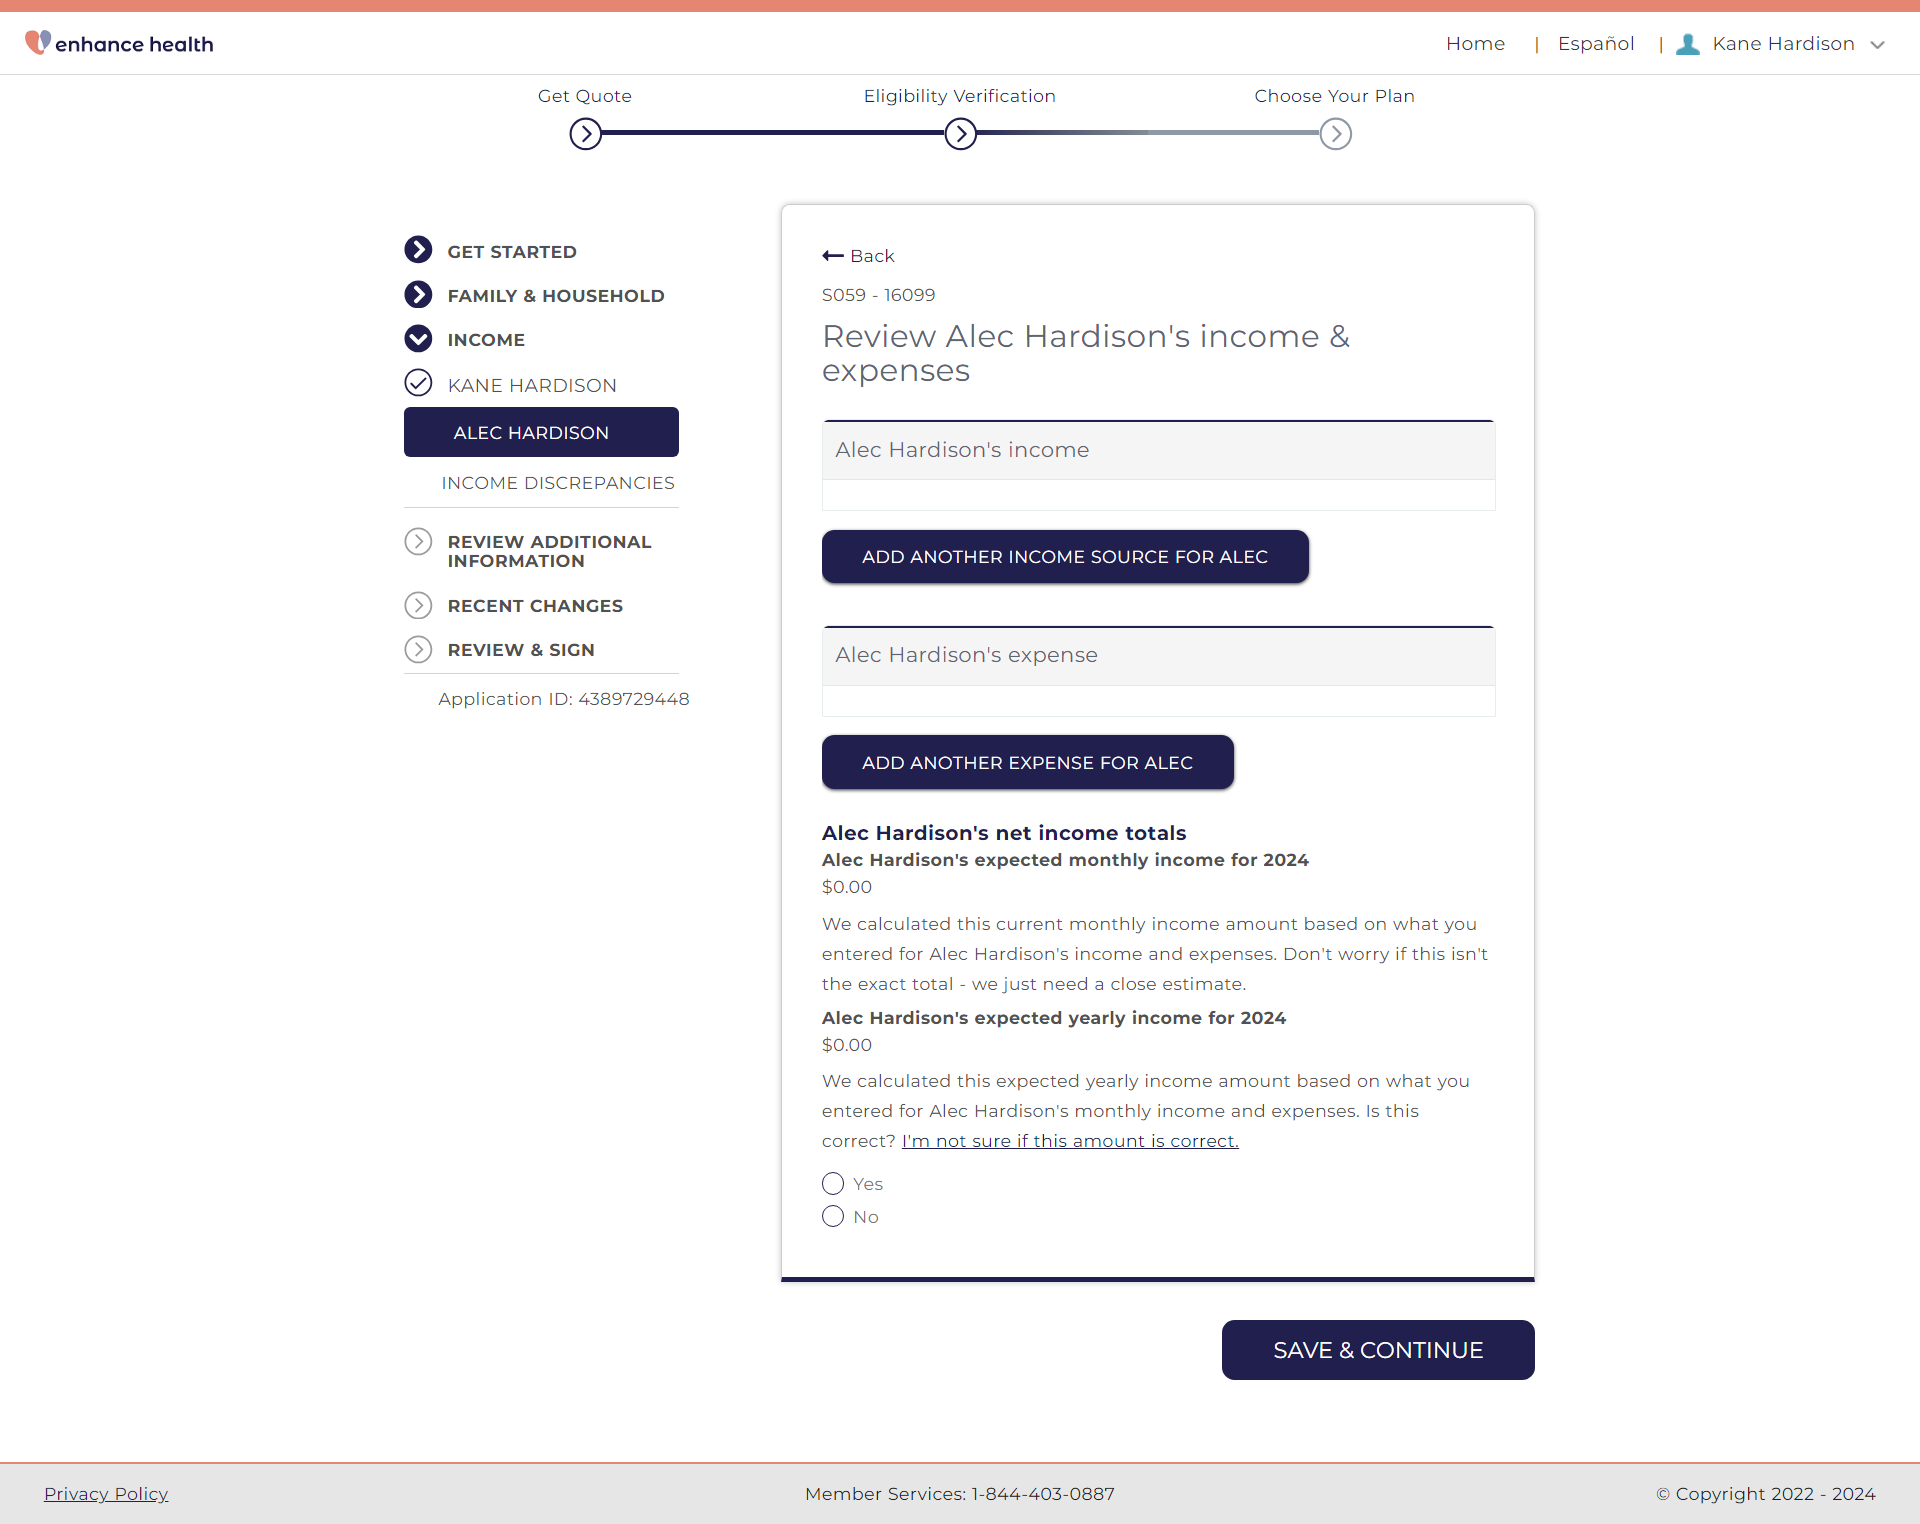 enhance health
Home | Español | Kane Hardison
Get Quote
Eligibility Verification
Choose Your Plan
GET STARTED
FAMILY & HOUSEHOLD
INCOME
KANE HARDISON
ALEC HARDISON
INCOME DISCREPANCIES
REVIEW ADDITIONAL
INFORMATION
RECENT CHANGES
REVIEW & SIGN
Application ID: 4389729448
Back
S059 - 16099
Review Alec Hardison's income &
expenses
Alec Hardison's income
ADD ANOTHER INCOME SOURCE FOR ALEC
Alec Hardison's expense
ADD ANOTHER EXPENSE FOR ALEC
Alec Hardison's net income totals
Alec Hardison's expected monthly income for 2024
$0.00
We calculated this current monthly income amount based on what you
entered for Alec Hardison's income and expenses. Don't worry if this isn't
the exact total - we just need a close estimate.
Alec Hardison's expected yearly income for 2024
$0.00
We calculated this expected yearly income amount based on what you
entered for Alec Hardison's monthly income and expenses. Is this
correct? I'm not sure if this amount is correct.
Yes
No
SAVE & CONTINUE
Privacy Policy
Member Services: 1-844-403-0887
© Copyright 2022 - 2024